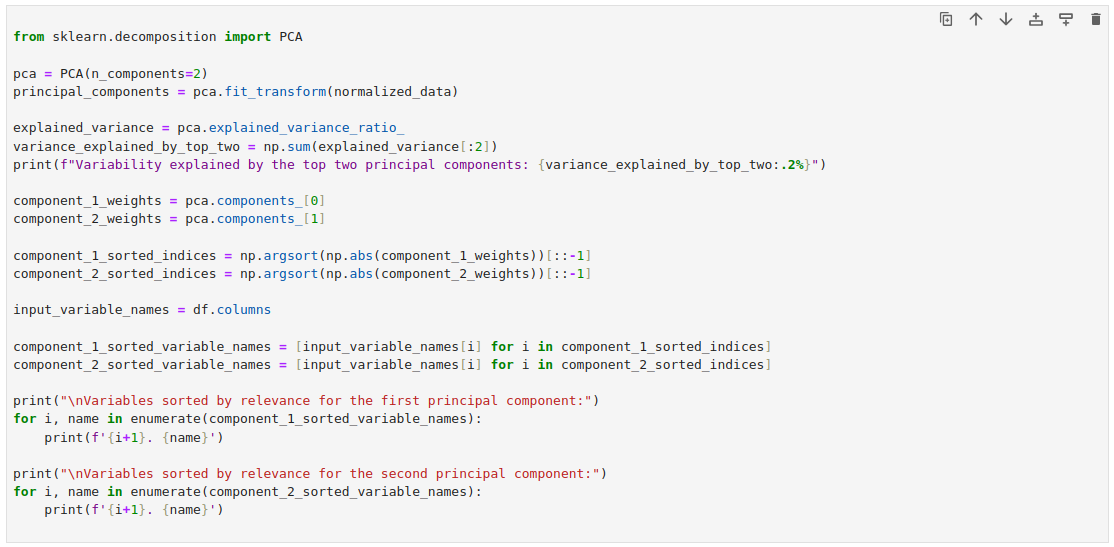 from sklearn.decomposition import PCA
pca = PCA(n_components=2)
principal_components = pca.fit_transform(normalized_data)
explained_variance = pca.explained_variance_ratio_
variance_explained_by_top_two = np.sum(explained_variance[:2])
print(f"Variability explained by the top two principal components: {variance_explained_by_top_two:.2%}")
component_1_weights = pca.components_[0]
component_2_weights = pca.components_[1]
component_1_sorted_indices = np.argsort(np.abs(component_1_weights))[::-1]
component_2_sorted_indices = np.argsort(np.abs(component_2_weights))[::-1]
input_variable_names = df.columns
component_1_sorted_variable_names = [input_variable_names[i] for i in component_1_sorted_indices]
component_2_sorted_variable_names = [input_variable_names[i] for i in component_2_sorted_indices]
print("\nVariables sorted by relevance for the first principal component:")
for i, name in enumerate(component_1_sorted_variable_names):
    print(f'{i+1}. {name}')
print("\nVariables sorted by relevance for the second principal component:")
for i, name in enumerate(component_2_sorted_variable_names):
    print(f'{i+1}. {name}')